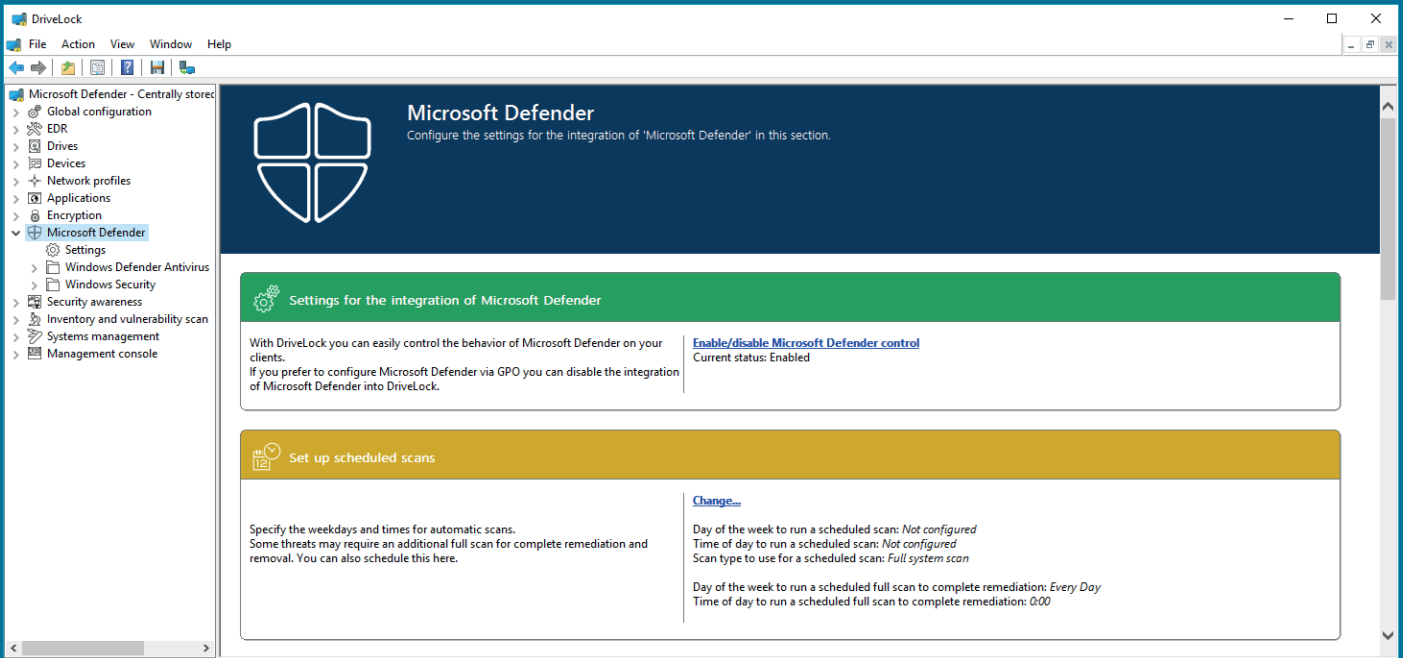 DriveLock
File Action View Window Help
Microsoft Defender - Centrally stored
Global configuration
EDR
Drives
Devices
Network profiles
Applications
Encryption
Microsoft Defender
Settings
Windows Defender Antivirus
Windows Security
Security awareness
Inventory and vulnerability scan
Systems management
Management console
Microsoft Defender
Configure the settings for the integration of 'Microsoft Defender' in this section.
Settings for the integration of Microsoft Defender
With DriveLock you can easily control the behavior of Microsoft Defender on your
clients.
If you prefer to configure Microsoft Defender via GPO you can disable the integration
of Microsoft Defender into DriveLock.
Enable/disable Microsoft Defender control
Current status: Enabled
12
Set up scheduled scans
Specify the weekdays and times for automatic scans.
Some threats may require an additional full scan for complete remediation and
removal. You can also schedule this here.
Change...
Day of the week to run a scheduled scan: Not configured
Time of day to run a scheduled scan: Not configured
Scan type to use for a scheduled scan: Full system scan
Day of the week to run a scheduled full scan to complete remediation: Every Day
Time of day to run a scheduled full scan to complete remediation: 0:00